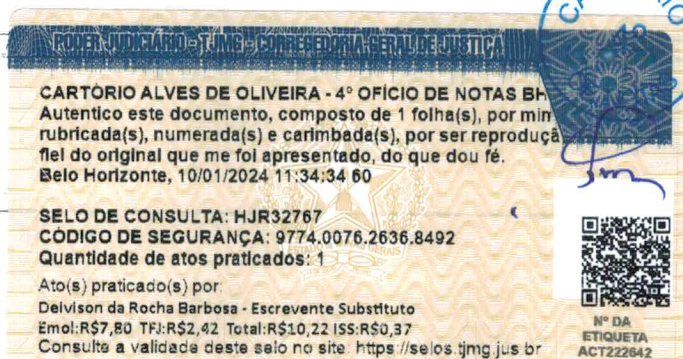 PODER JUDICIÁRIO - TJMG - CORREGEDORIA GERAL DE JUSTIÇA
CARTÓRIO ALVES DE OLIVEIRA - 4º OFÍCIO DE NOTAS BH
Autentico este documento, composto de 1 folha(s), por mim
rubricada(s), numerada(s) e carimbada(s), por ser reproduçã
fiel do original que me foi apresentado, do que dou fé.
Belo Horizonte, 10/01/2024 11:34:34 60
SELO DE CONSULTA: HJR32767
CÓDIGO DE SEGURANÇA: 9774.0076.2636.8492
Quantidade de atos praticados: 1
Ato(s) praticado(s) por:
Deivison da Rocha Barbosa - Escrevente Substituto
Emol:R$7,80 TFJ:R$2,42 Total:R$10,22 ISS:R$0,37
Consulte a validade deste selo no site: https://selos.tjmg.jus.br
Nº DA
ETIQUETA
ACT222642